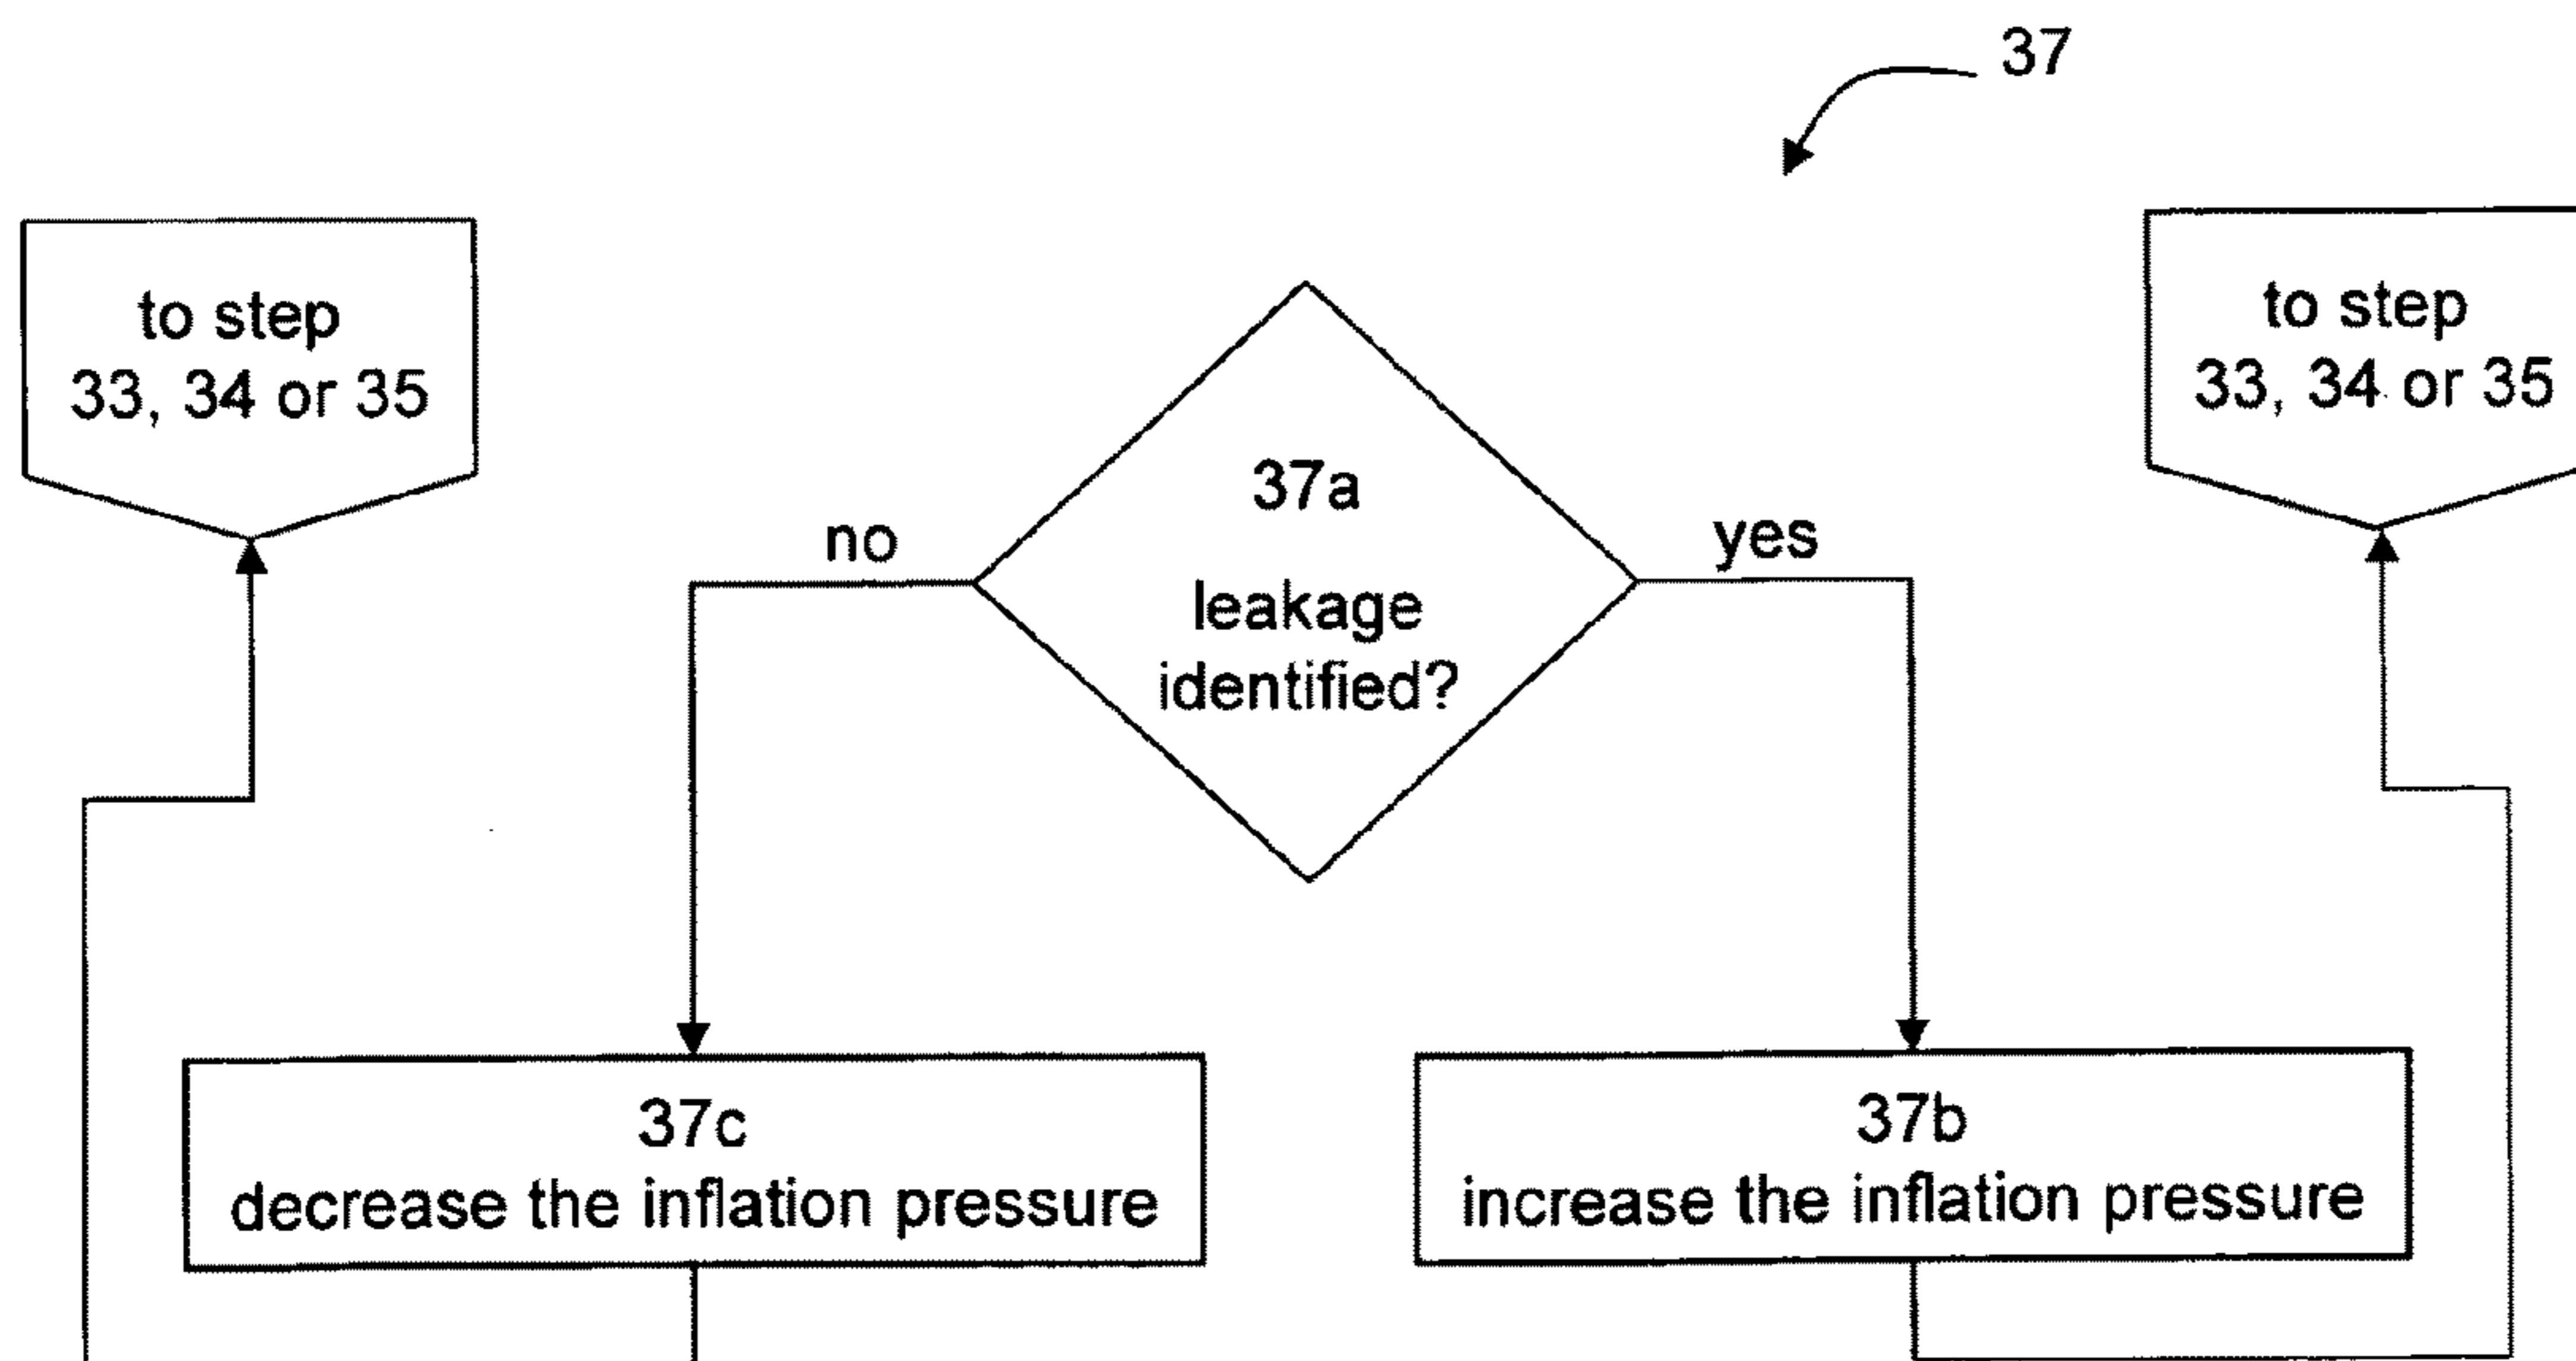 37
to step
33, 34 or 35
to step
33, 34 or 35
37a
leakage
identified?
no
yes
37c
decrease the inflation pressure
37b
increase the inflation pressure